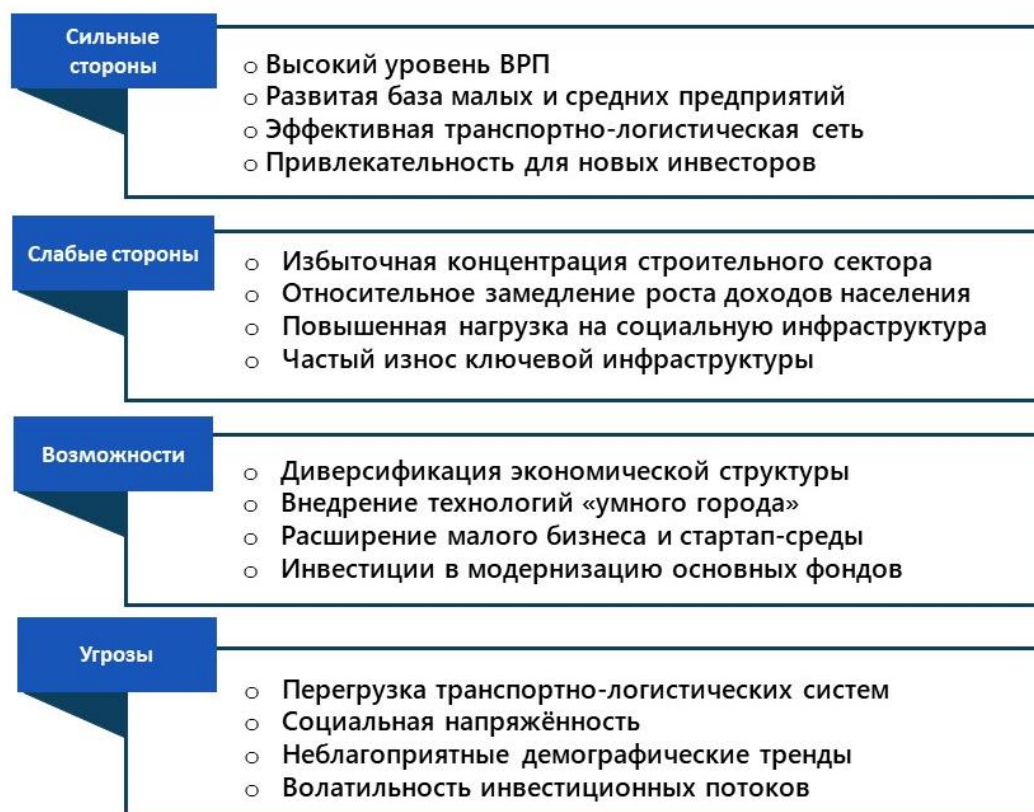 Сильные
стороны
o Высокий уровень ВРП
o Развитая база малых и средних предприятий
o Эффективная транспортно-логистическая сеть
o Привлекательность для новых инвесторов
Слабые стороны
o Избыточная концентрация строительного сектора
o Относительное замедление роста доходов населения
o Повышенная нагрузка на социальную инфраструктура
o Частый износ ключевой инфраструктуры
Возможности
o Диверсификация экономической структуры
o Внедрение технологий «умного города»
o Расширение малого бизнеса и стартап-среды
o Инвестиции в модернизацию основных фондов
Угрозы
o Перегрузка транспортно-логистических систем
o Социальная напряжённость
o Неблагоприятные демографические тренды
o Волатильность инвестиционных потоков